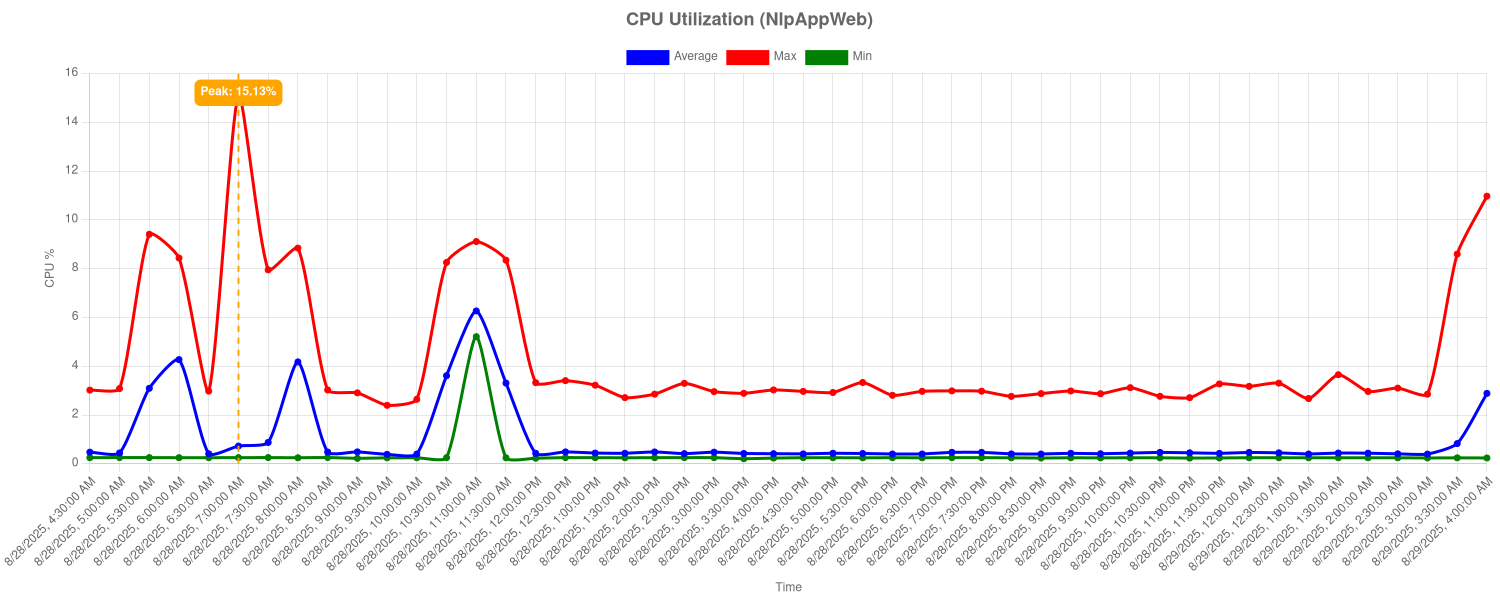 CPU Utilization (NlpAppWeb)
Average Max Min
Peak: 15.13%
CPU %
16
14
12
10
8
6
4
2
0
8/28/2025, 4:30:00 AM
8/28/2025, 5:00:00 AM
8/28/2025, 5:30:00 AM
8/28/2025, 6:00:00 AM
8/28/2025, 6:30:00 AM
8/28/2025, 7:00:00 AM
8/28/2025, 7:30:00 AM
8/28/2025, 8:00:00 AM
8/28/2025, 8:30:00 AM
8/28/2025, 9:00:00 AM
8/28/2025, 9:30:00 AM
8/28/2025, 10:00:00 AM
8/28/2025, 10:30:00 AM
8/28/2025, 11:00:00 AM
8/28/2025, 11:30:00 AM
8/28/2025, 12:00:00 PM
8/28/2025, 12:30:00 PM
8/28/2025, 1:00:00 PM
8/28/2025, 1:30:00 PM
8/28/2025, 2:00:00 PM
8/28/2025, 2:30:00 PM
8/28/2025, 3:00:00 PM
8/28/2025, 3:30:00 PM
8/28/2025, 4:00:00 PM
8/28/2025, 4:30:00 PM
8/28/2025, 5:00:00 PM
8/28/2025, 5:30:00 PM
8/28/2025, 6:00:00 PM
8/28/2025, 6:30:00 PM
8/28/2025, 7:00:00 PM
8/28/2025, 7:30:00 PM
8/28/2025, 8:00:00 PM
8/28/2025, 8:30:00 PM
8/28/2025, 9:00:00 PM
8/28/2025, 9:30:00 PM
8/28/2025, 10:00:00 PM
8/28/2025, 10:30:00 PM
8/28/2025, 11:00:00 PM
8/28/2025, 11:30:00 PM
8/29/2025, 12:00:00 AM
8/29/2025, 12:30:00 AM
8/29/2025, 1:00:00 AM
8/29/2025, 1:30:00 AM
8/29/2025, 2:00:00 AM
8/29/2025, 2:30:00 AM
8/29/2025, 3:00:00 AM
8/29/2025, 3:30:00 AM
8/29/2025, 4:00:00 AM
Time